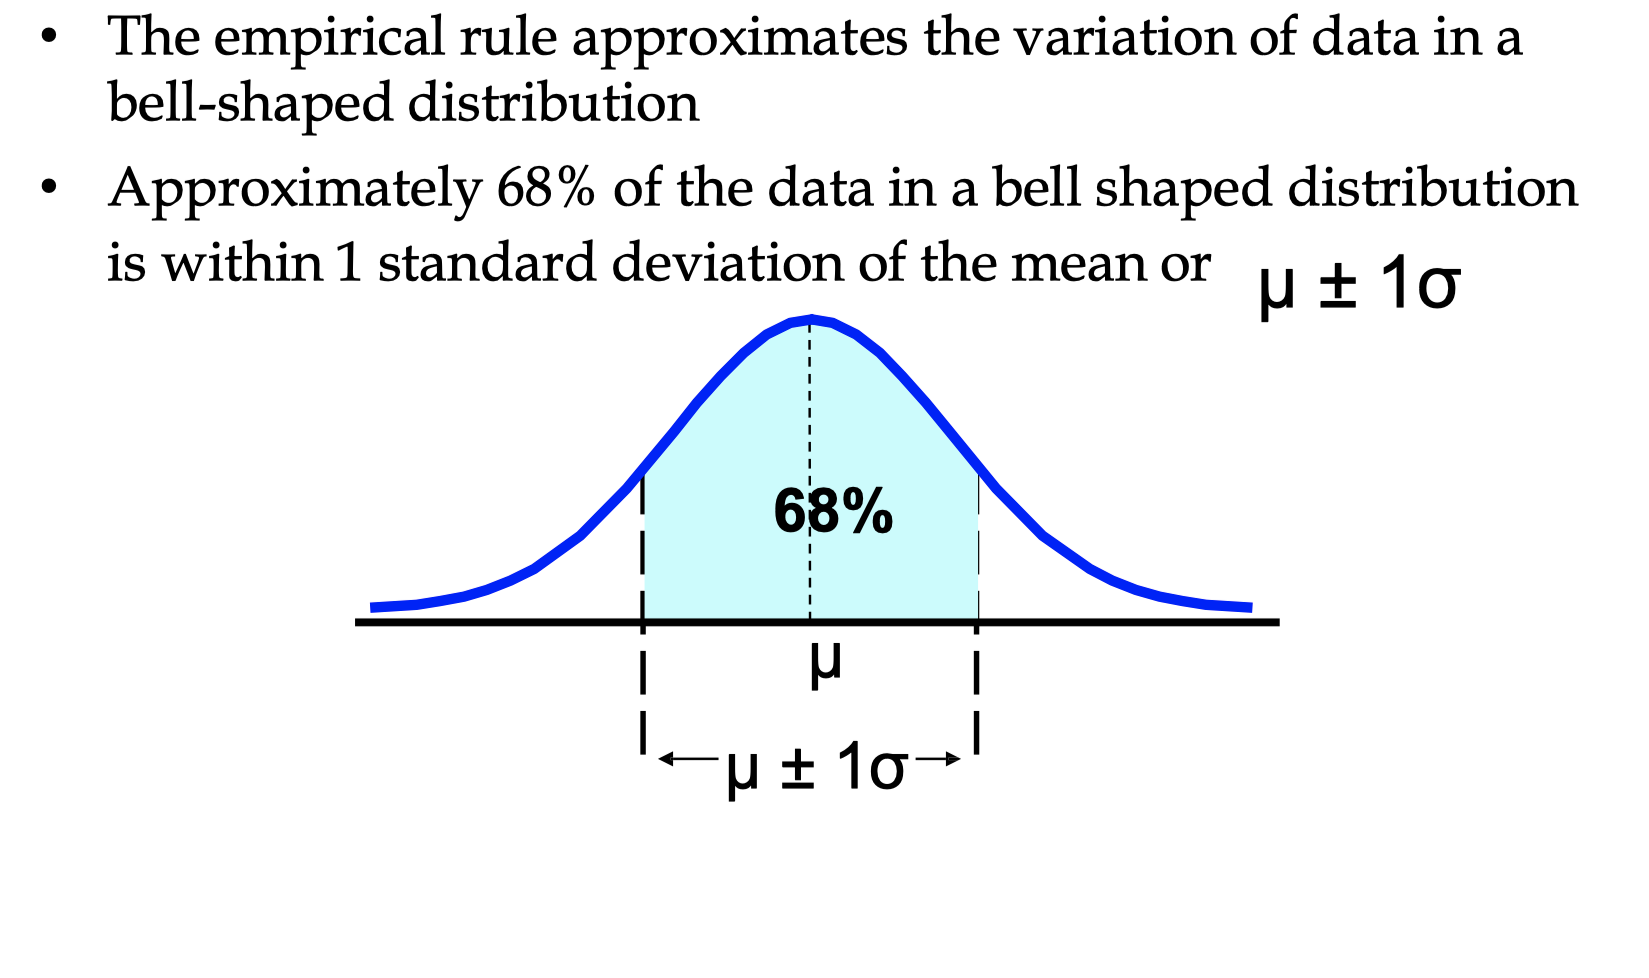 • The empirical rule approximates the variation of data in a
bell-shaped distribution
• Approximately 68% of the data in a bell shaped distribution
is within 1 standard deviation of the mean or μ ± 1σ
68%
μ
μ ± 1σ